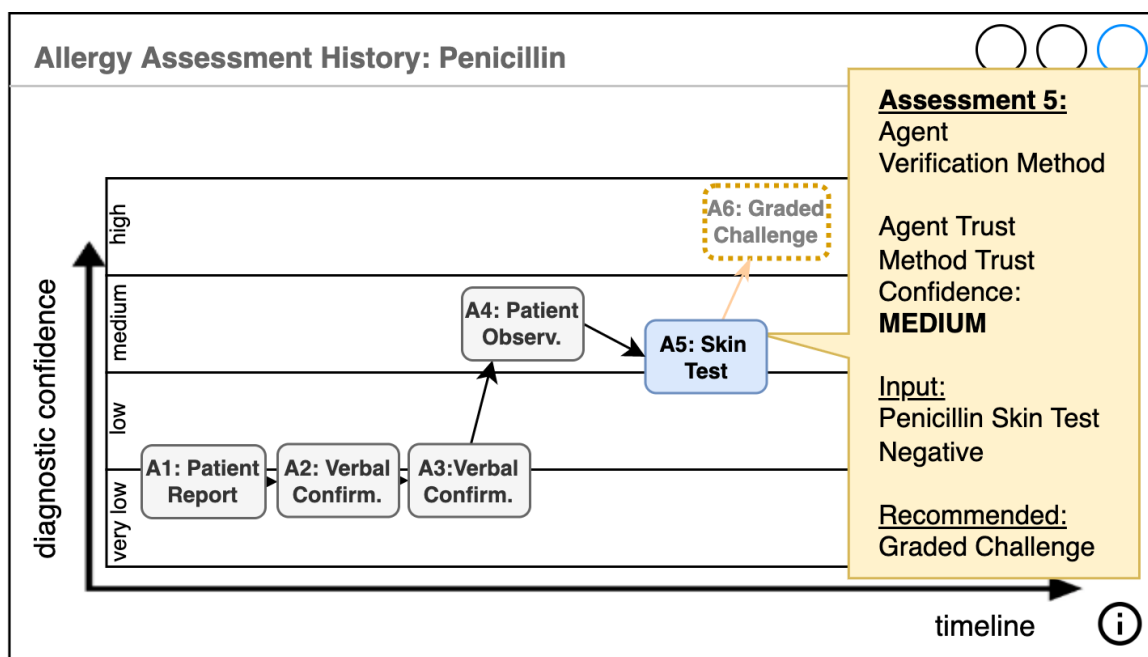 Allergy Assessment History: Penicillin
diagnostic confidence
high
medium
low
very low
A1: Patient
Report
A2: Verbal
Confirm.
A3:Verbal
Confirm.
A4: Patient
Observ.
A5: Skin
Test
A6: Graded
Challenge
Assessment 5:
Agent
Verification Method
Agent Trust
Method Trust
Confidence:
MEDIUM
Input:
Penicillin Skin Test
Negative
Recommended:
Graded Challenge
timeline
i